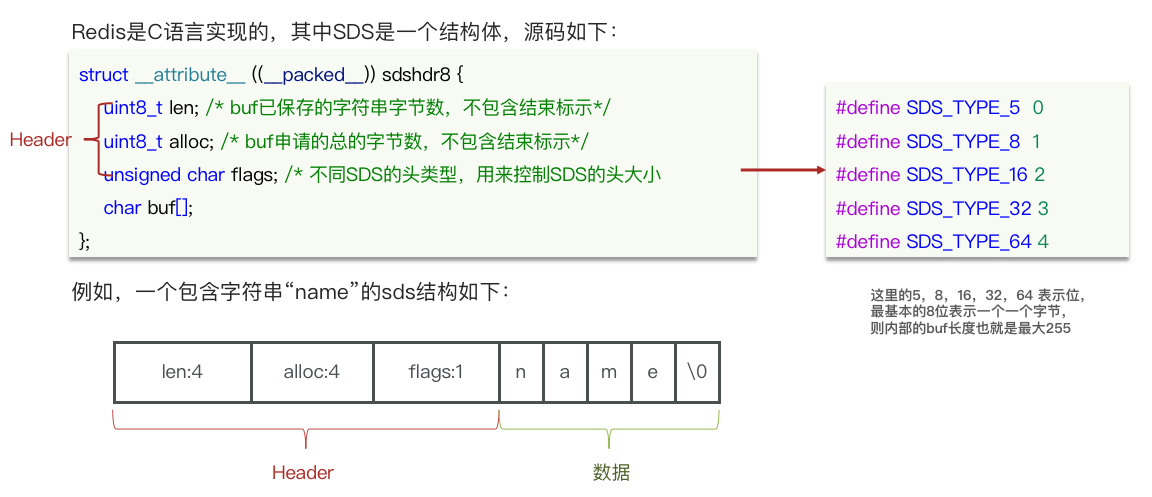 Redis是C语言实现的，其中SDS是一个结构体，源码如下：
struct __attribute__ ((__packed__)) sdshdr8 {
uint8_t len; /* buf已保存的字符串字节数，不包含结束标示*/
uint8_t alloc; /* buf申请的总的字节数，不包含结束标示*/
unsigned char flags; /* 不同SDS的头类型，用来控制SDS的头大小
char buf[];
};
Header
#define SDS_TYPE_5 0
#define SDS_TYPE_8 1
#define SDS_TYPE_16 2
#define SDS_TYPE_32 3
#define SDS_TYPE_64 4
例如，一个包含字符串“name”的sds结构如下：
这里的5，8，16，32，64 表示位，
最基本的8位表示一个一个字节，
则内部的buf长度也就是最大255
len:4 alloc:4 flags:1 n a m e \0
Header 数据